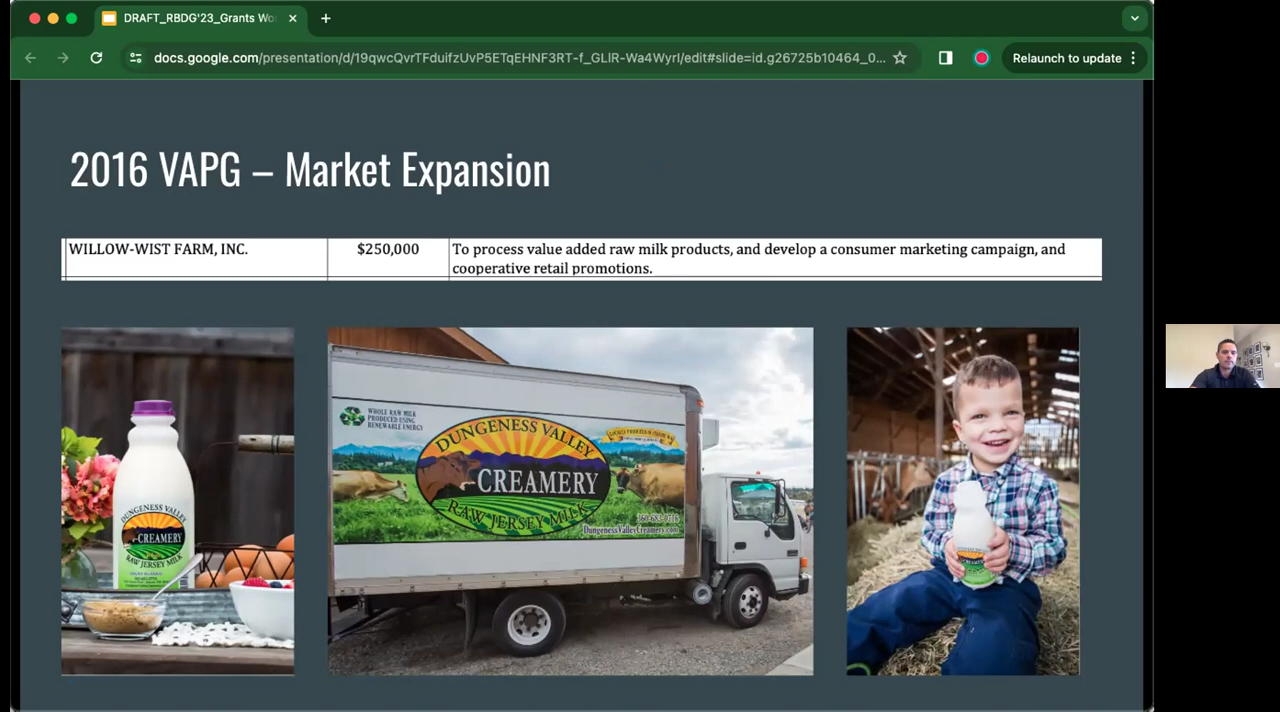 DRAFT_RBDG'23_Grants Wo
docs.google.com/presentation/d/19qwcQvrTFduifzUvP5ETqEHNF3RT-f_GLlR-Wa4WyrI/edit#slide=id.g26725b10464_0...
Relaunch to update
2016 VAPG – Market Expansion
WILLOW-WIST FARM, INC.
$250,000
To process value added raw milk products, and develop a consumer marketing campaign, and
cooperative retail promotions.
DUNGENESS VALLEY
CREAMERY
RAW JERSEY MILK
WHOLE RAW MILK
PRODUCED USING
RENEWABLE ENERGY
DUNGENESS VALLEY
CREAMERY
RAW JERSEY MILK
DungenessValleyCreamery.com
CREAMERY